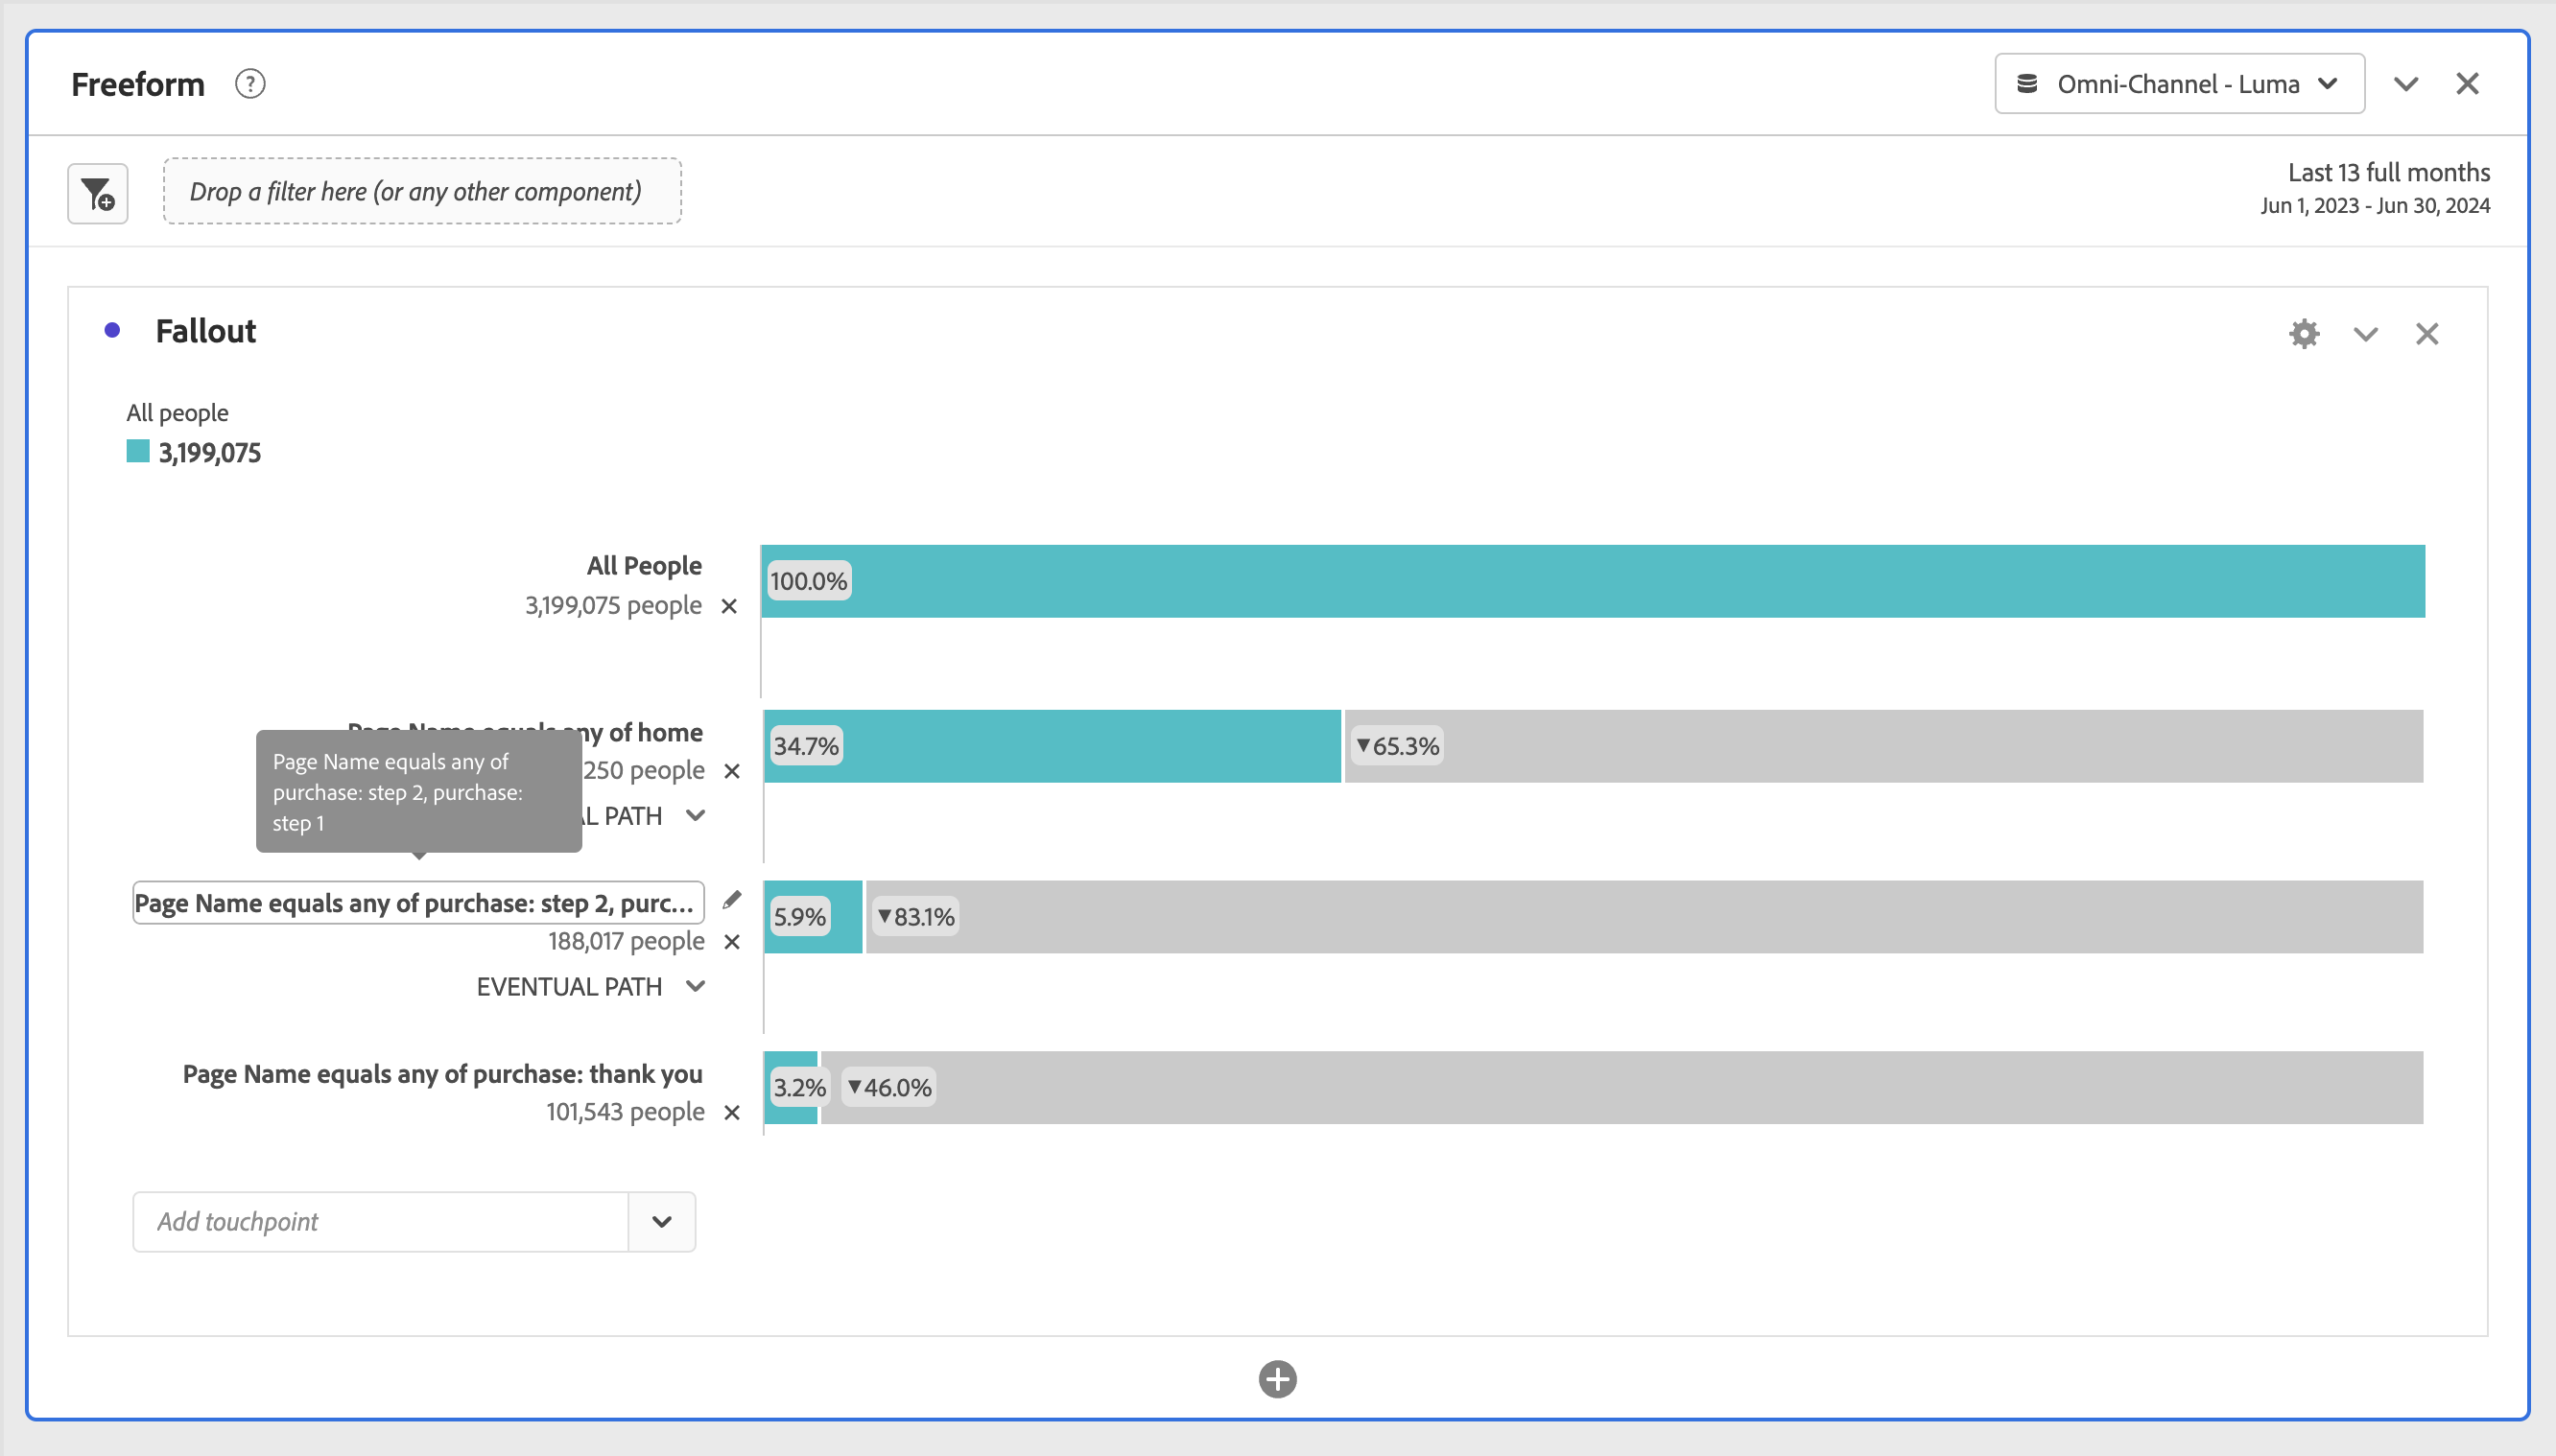 Freeform
Omni-Channel - Luma
Drop a filter here (or any other component)
Last 13 full months
Jun 1, 2023 - Jun 30, 2024
Fallout
All people
3,199,075
All People
3,199,075 people
100.0%
any of home
250 people
PATH
34.7%
▼65.3%
Page Name equals any of
purchase: step 2, purchase:
step 1
Page Name equals any of purchase: step 2, purc...
188,017 people
EVENTUAL PATH
5.9%
▼83.1%
Page Name equals any of purchase: thank you
101,543 people
3.2%
▼46.0%
Add touchpoint